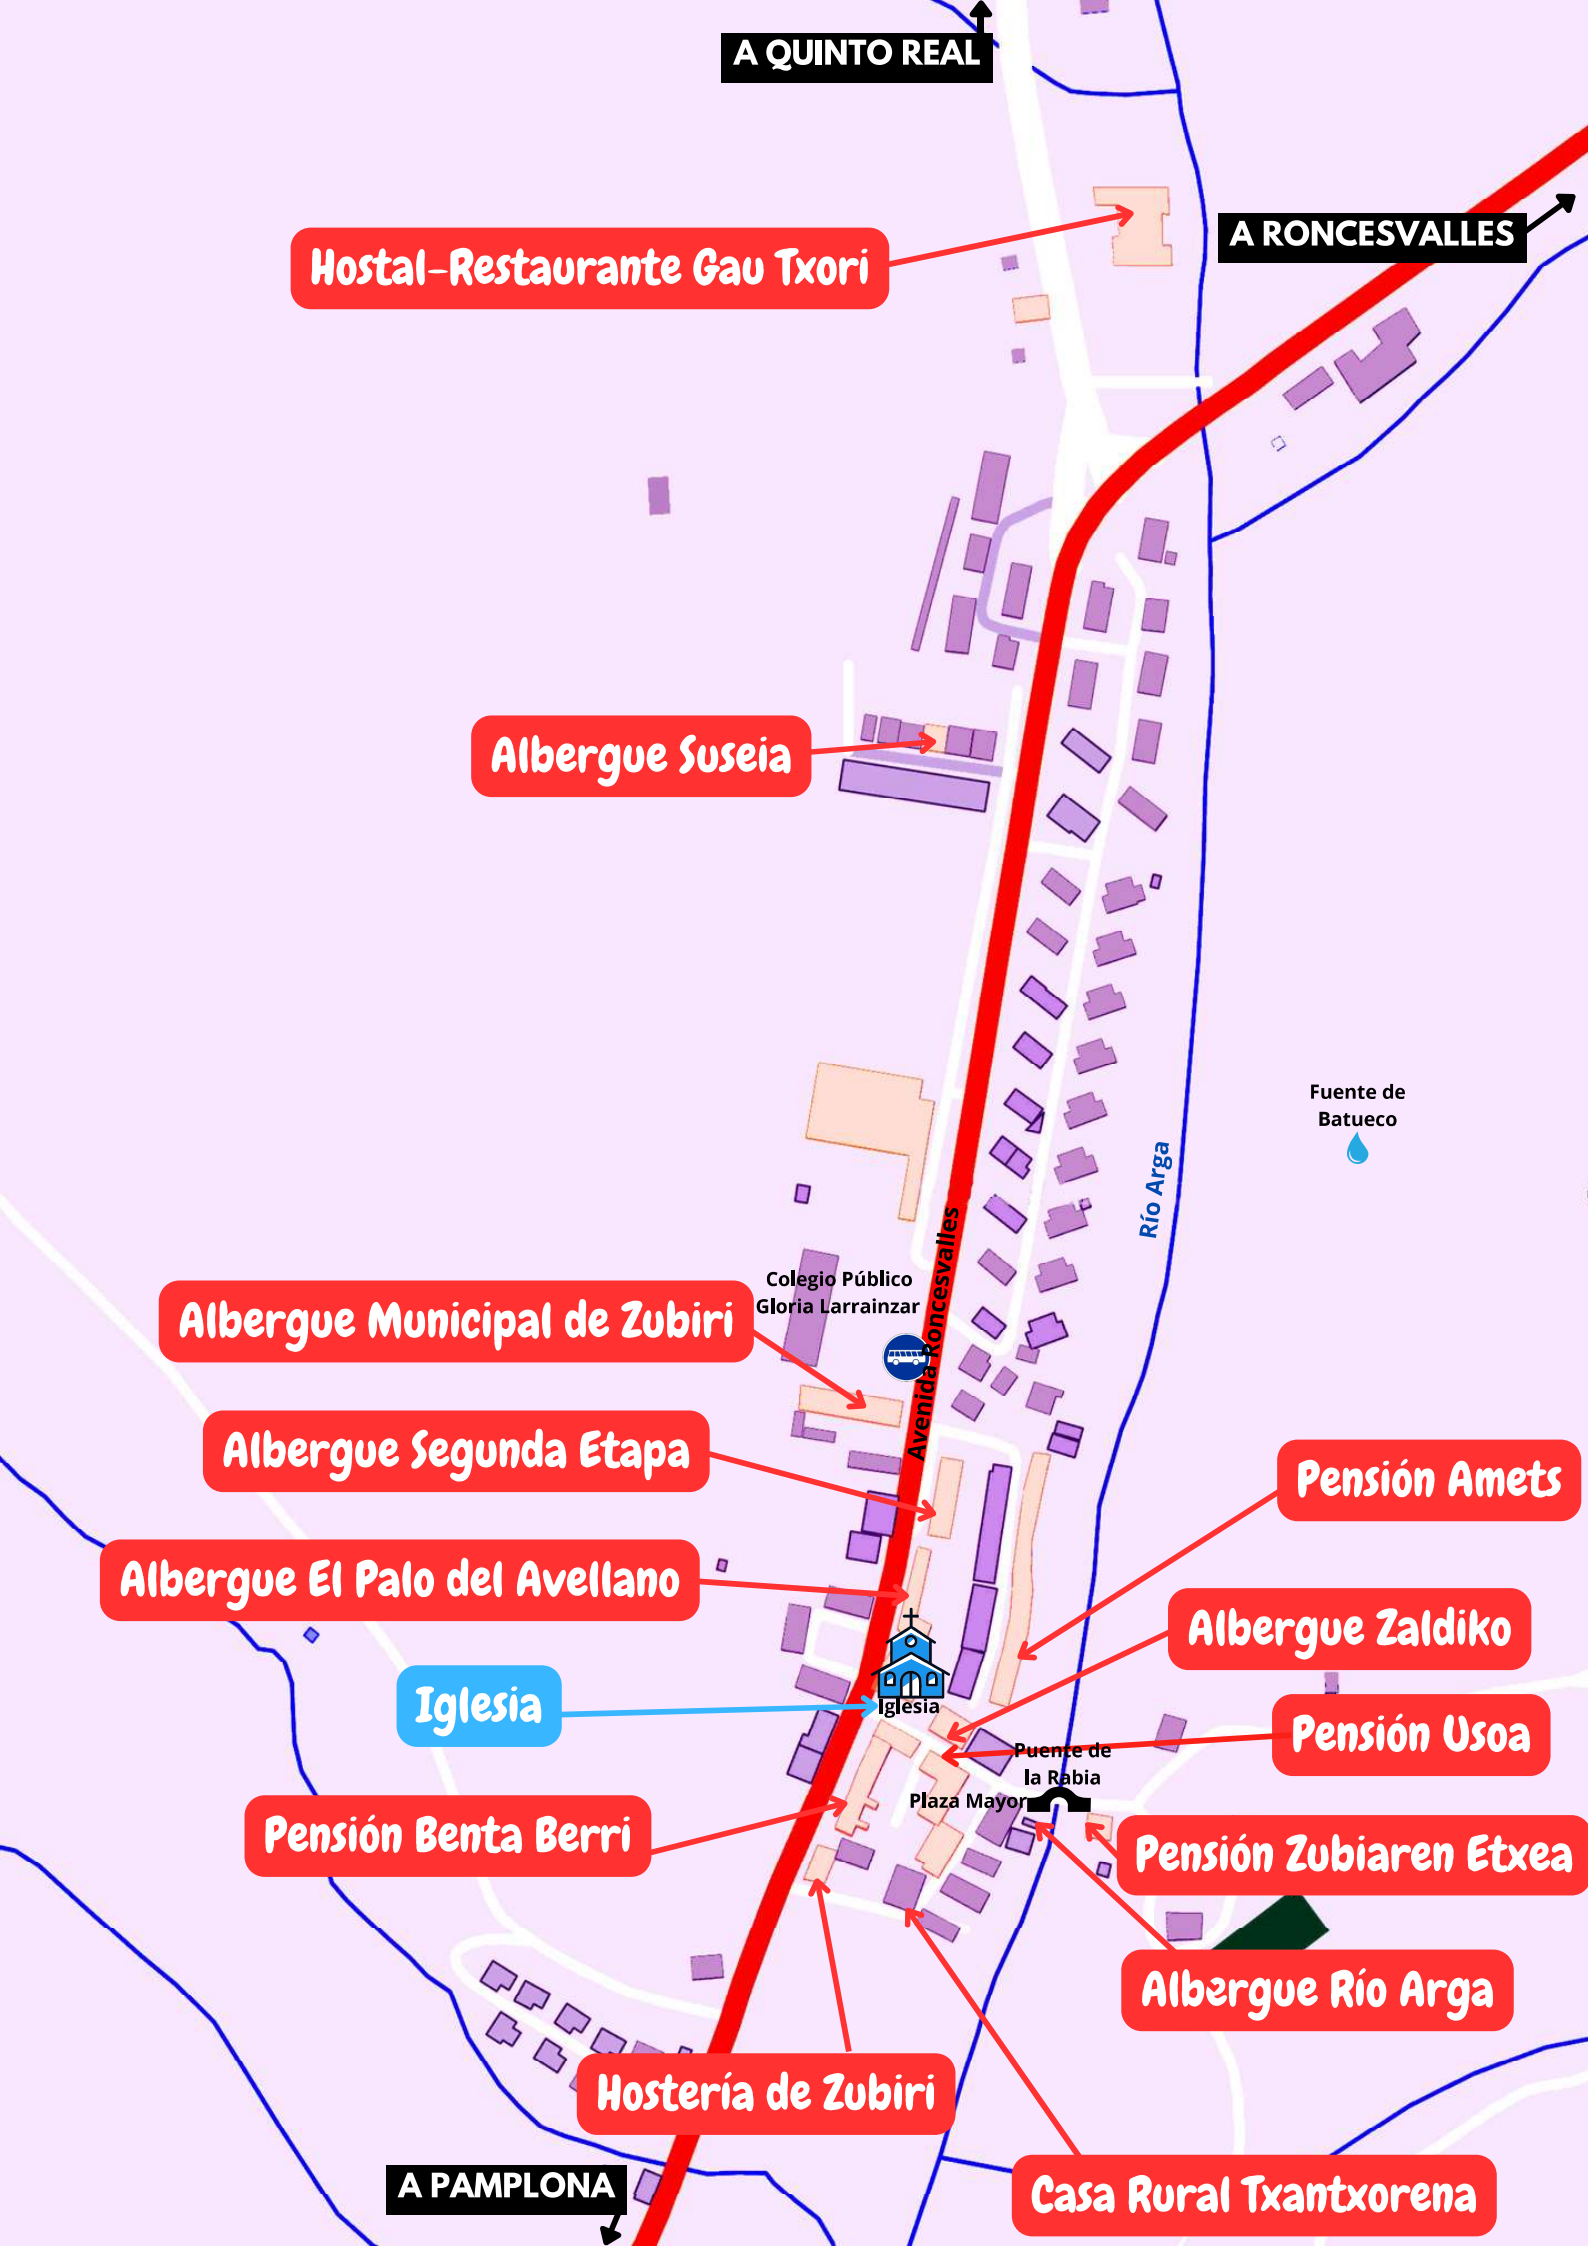 A QUINTO REAL
A RONCESVALLES
Hostal-Restaurante Gau Txori
Albergue Suseia
Fuente de
Batueco
Río Arga
Avenida Roncesvalles
Colegio Público
Gloria Larrainzar
Albergue Municipal de Zubiri
Albergue Segunda Etapa
Pensión Amets
Albergue El Palo del Avellano
Albergue Zaldiko
Iglesia
Iglesia
Pensión Usoa
Puente de
la Rabia
Plaza Mayor
Pensión Benta Berri
Pensión Zubiaren Etxea
Albergue Río Arga
Hostería de Zubiri
A PAMPLONA
Casa Rural Txantxorena